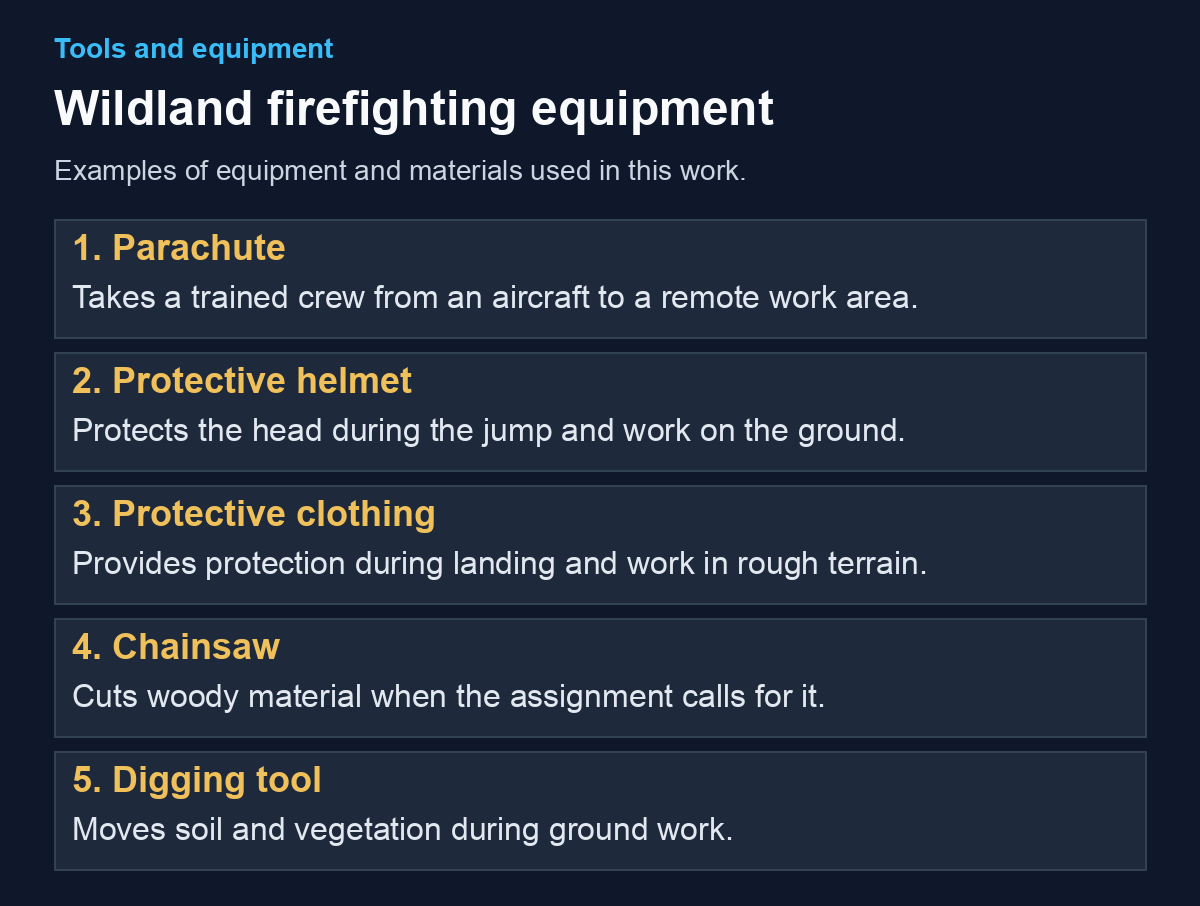 Tools and equipment
Wildland firefighting equipment
Examples of equipment and materials used in this work.
1. Parachute
Takes a trained crew from an aircraft to a remote work area.
2. Protective helmet
Protects the head during the jump and work on the ground.
3. Protective clothing
Provides protection during landing and work in rough terrain.
4. Chainsaw
Cuts woody material when the assignment calls for it.
5. Digging tool
Moves soil and vegetation during ground work.